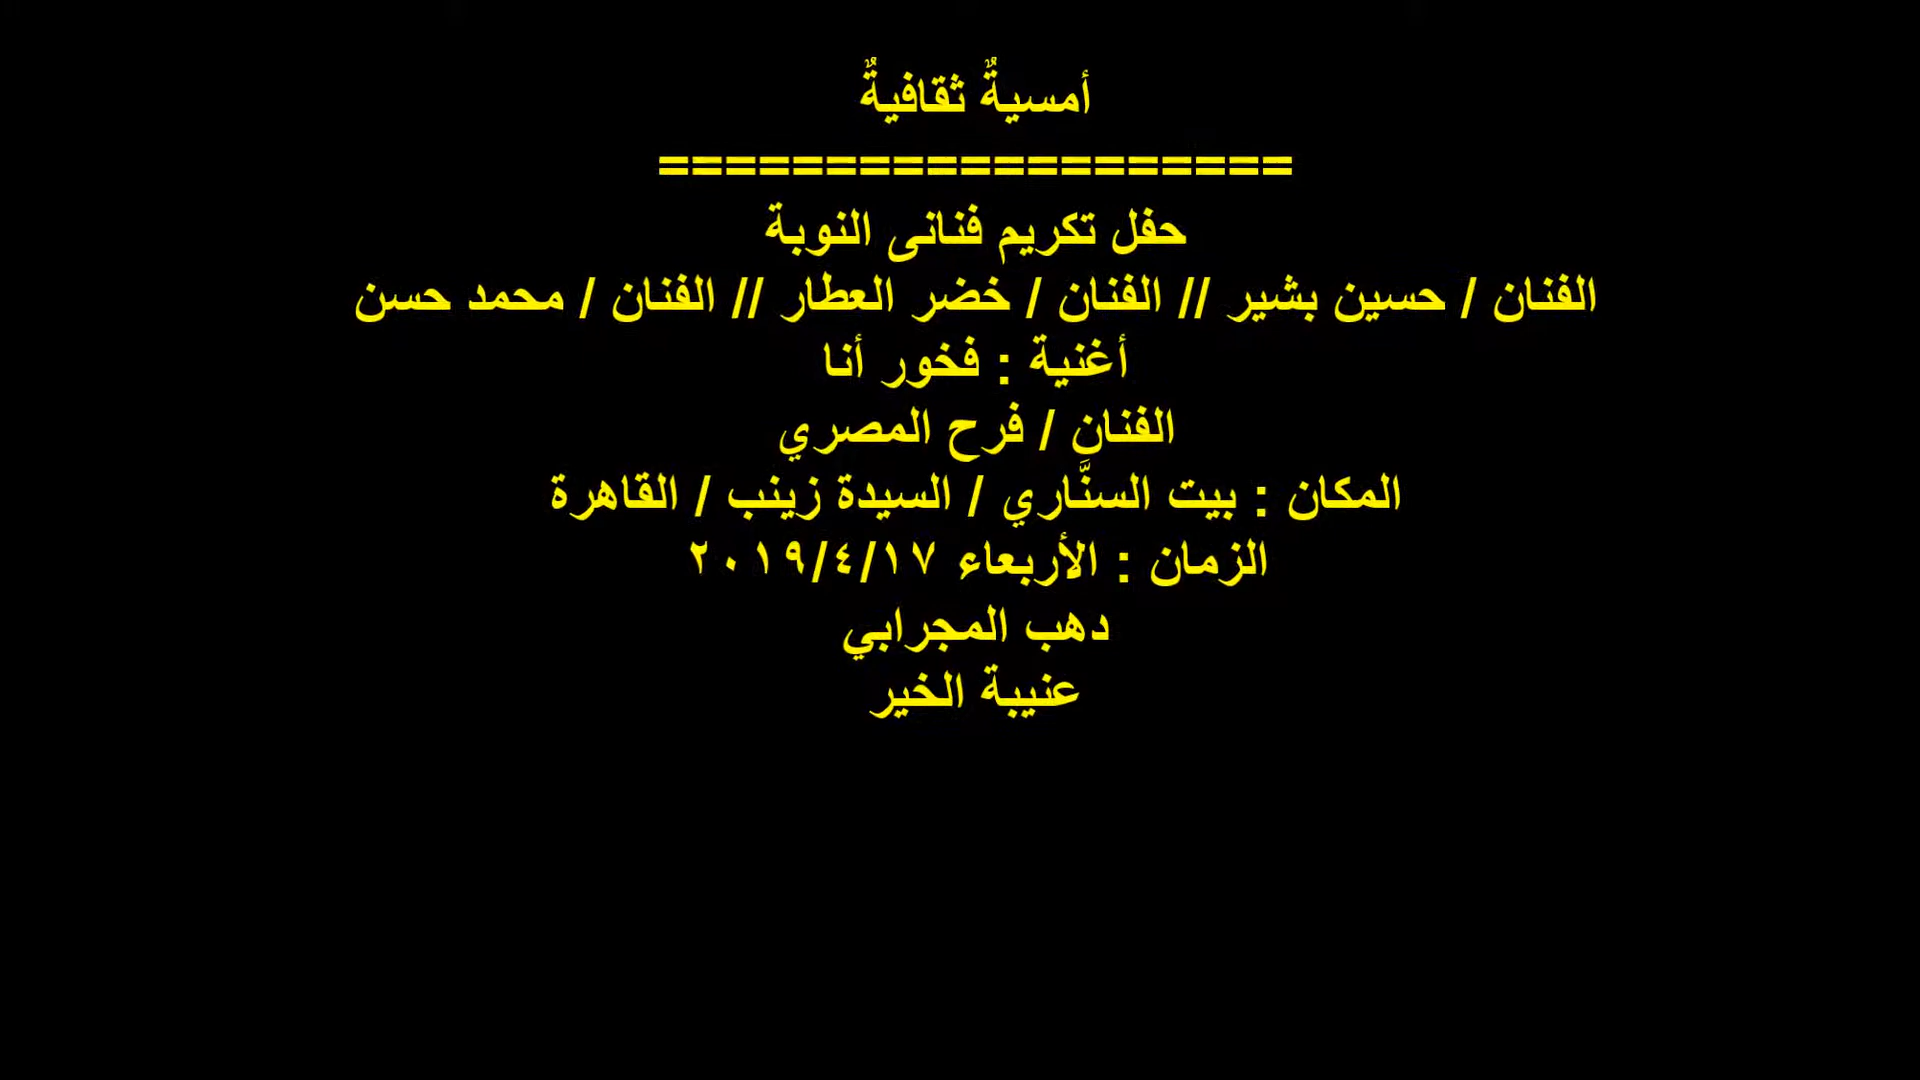 أمسيةٌ ثقافيةٌ
===================
حفل تكريم فنانى النوبة
الفنان / حسين بشير // الفنان / خضر العطار // الفنان / محمد حسن
أغنية : فخور أنا
الفنان / فرح المصري
المكان : بيت السنَّاري / السيدة زينب / القاهرة
الزمان : الأربعاء ٢٠١٩/٤/١٧
دهب المجرابي
عنيبة الخير